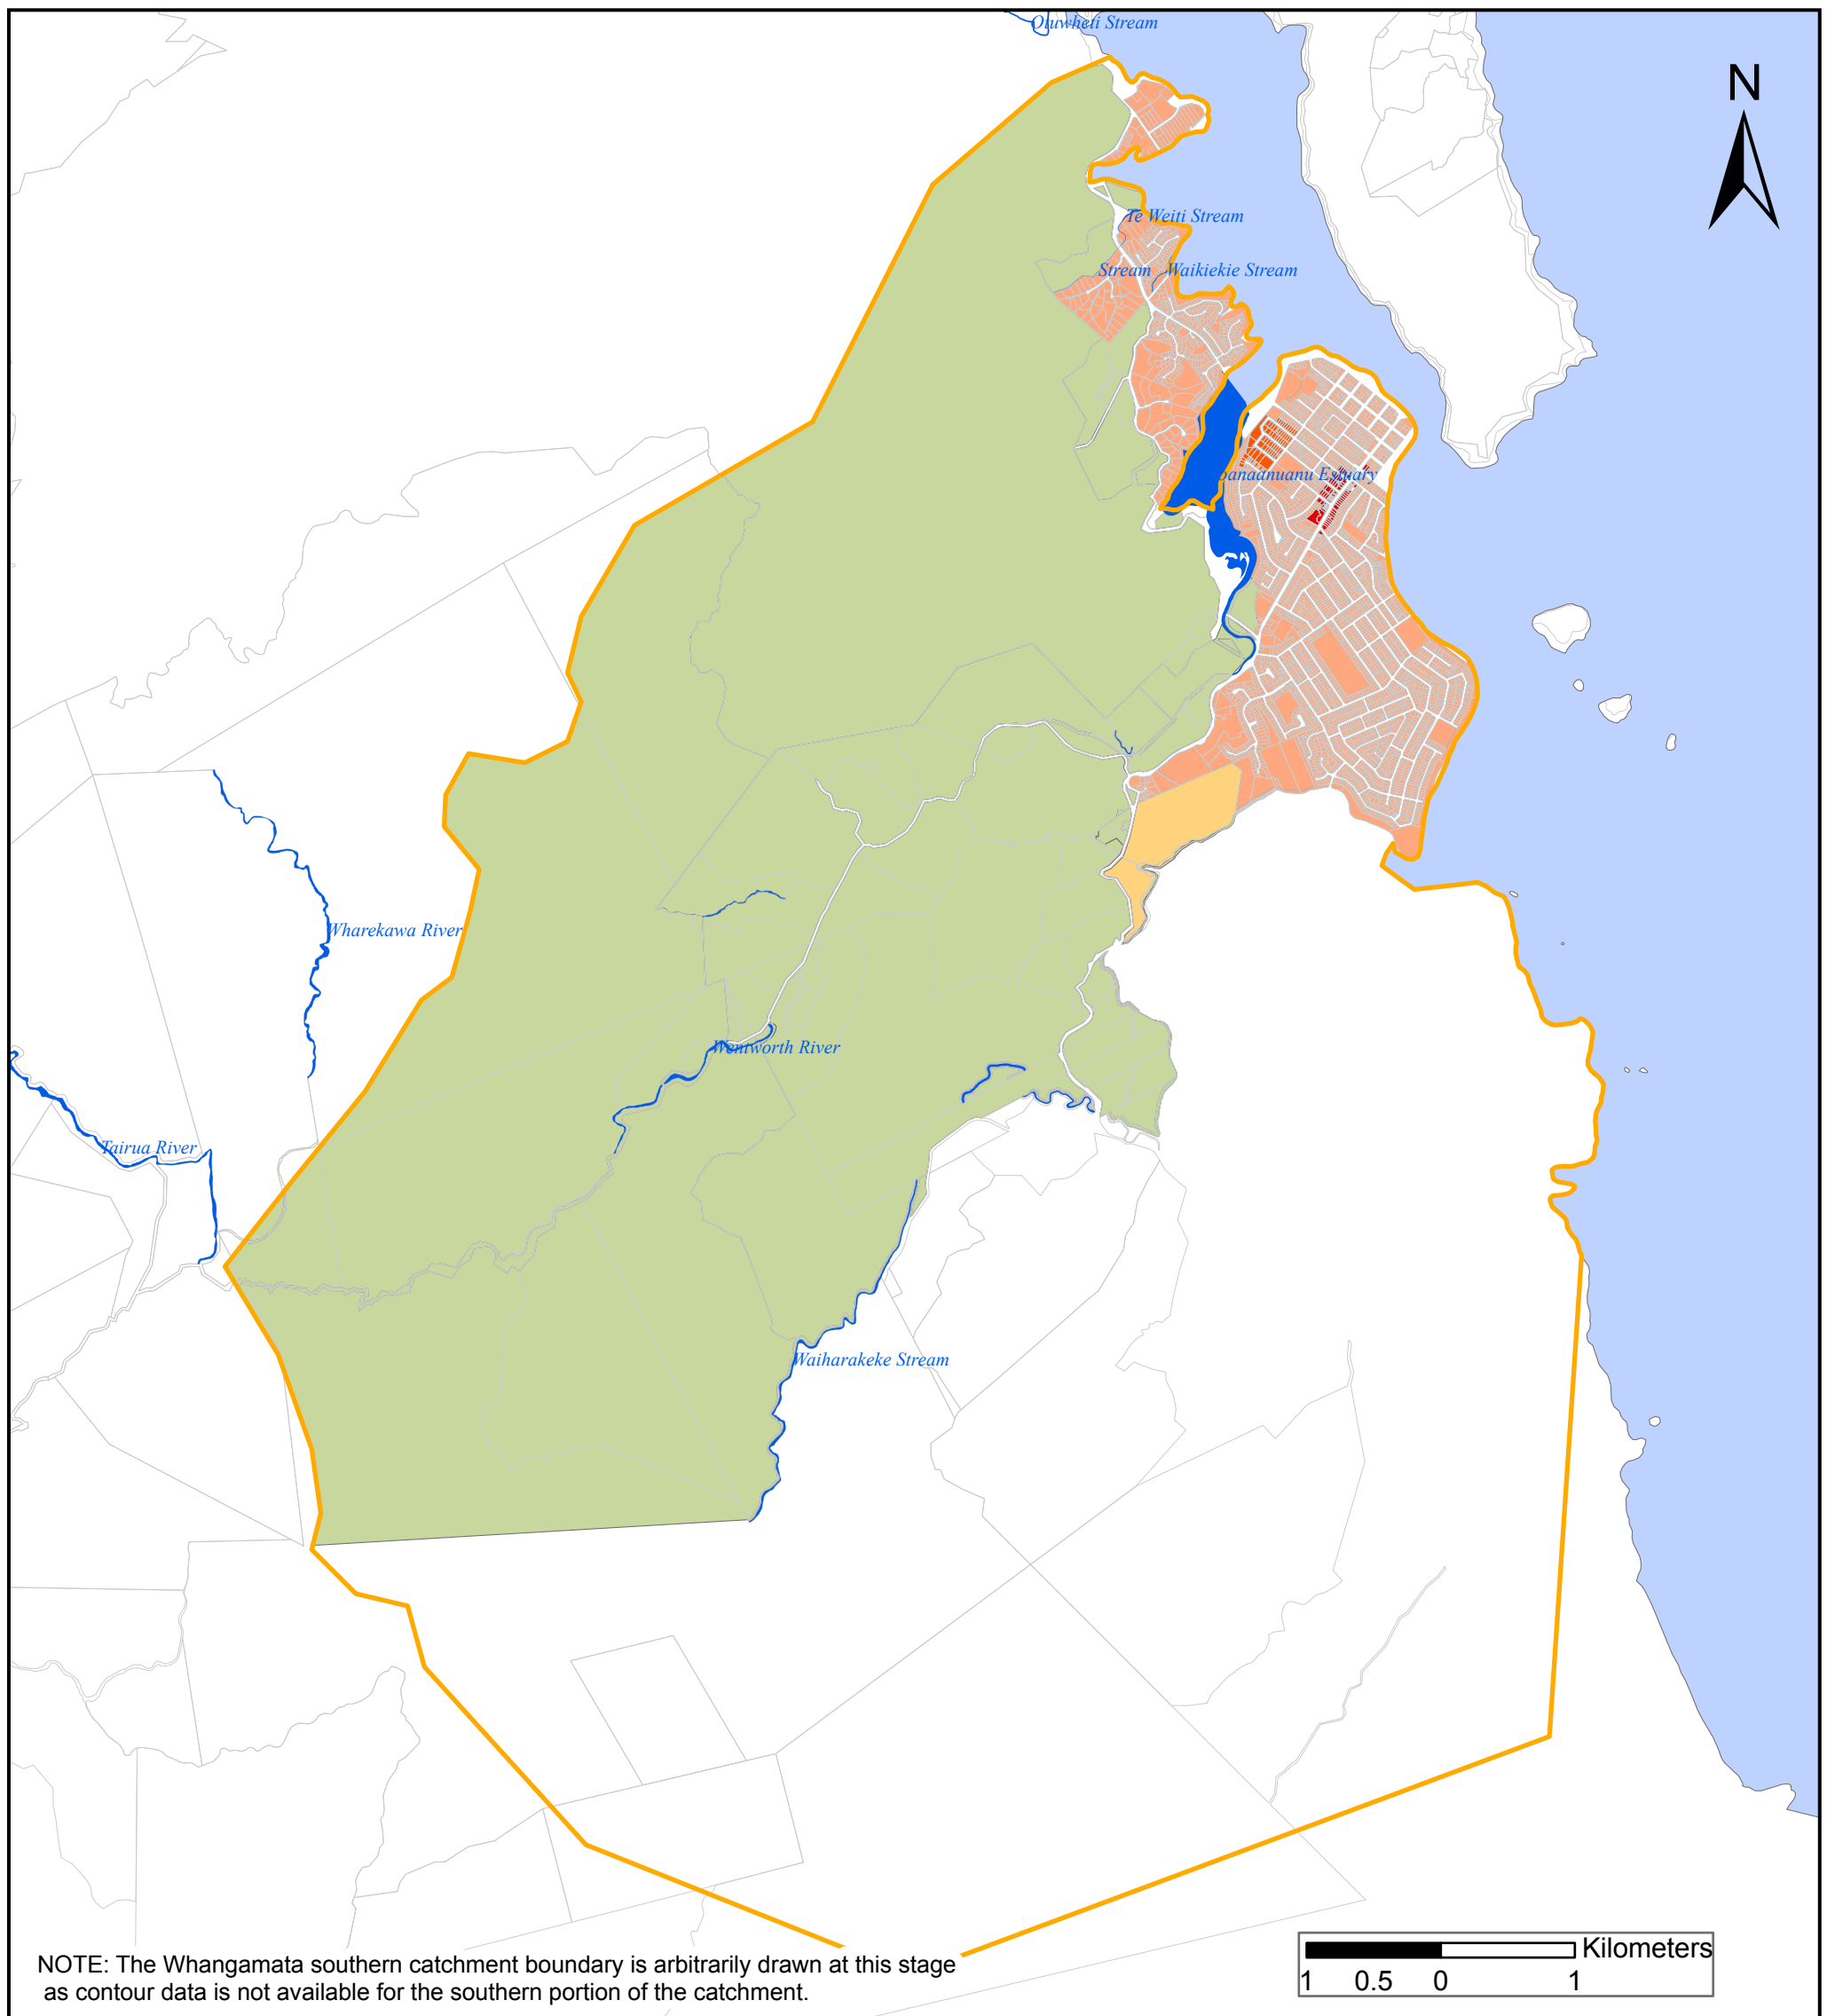 Otuwheti Stream
N
Te Weiti Stream
Stream Waikiekie Stream
Estuary
Wharekawa River
Wentworth River
Tairua River
Waiharakeke Stream
NOTE: The Whangamata southern catchment boundary is arbitrarily drawn at this stage
as contour data is not available for the southern portion of the catchment.
Kilometers
1 0.5 0 1